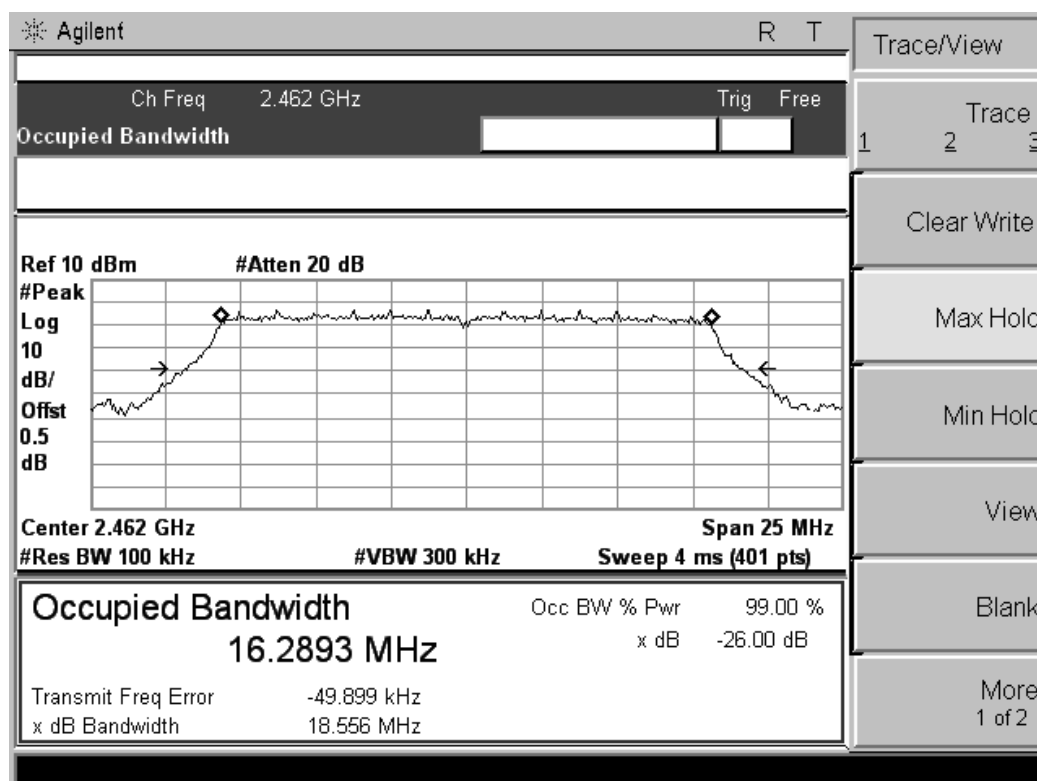 Agilent R T
Trace/View
Ch Freq 2.462 GHz Trig Free
Occupied Bandwidth
Trace
1 2 3
Clear Write
Max Hold
Min Hold
View
Blank
More
1 of 2
Ref 10 dBm #Atten 20 dB
#Peak
Log
10
dB/
Offst
0.5
dB
Center 2.462 GHz Span 25 MHz
#Res BW 100 kHz #VBW 300 kHz Sweep 4 ms (401 pts)
Occupied Bandwidth
16.2893 MHz
Occ BW % Pwr 99.00 %
x dB -26.00 dB
Transmit Freq Error -49.899 kHz
x dB Bandwidth 18.556 MHz